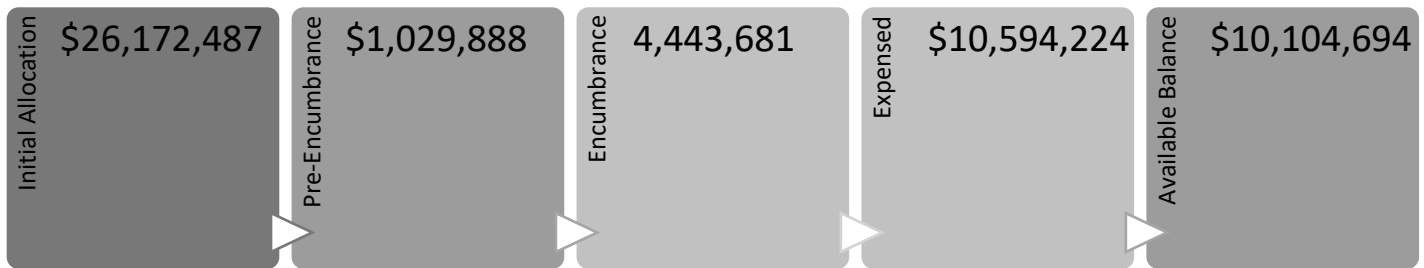 Initial Allocation
$26,172,487
Pre-Encumbrance
$1,029,888
Encumbrance
4,443,681
Expensed
$10,594,224
Available Balance
$10,104,694